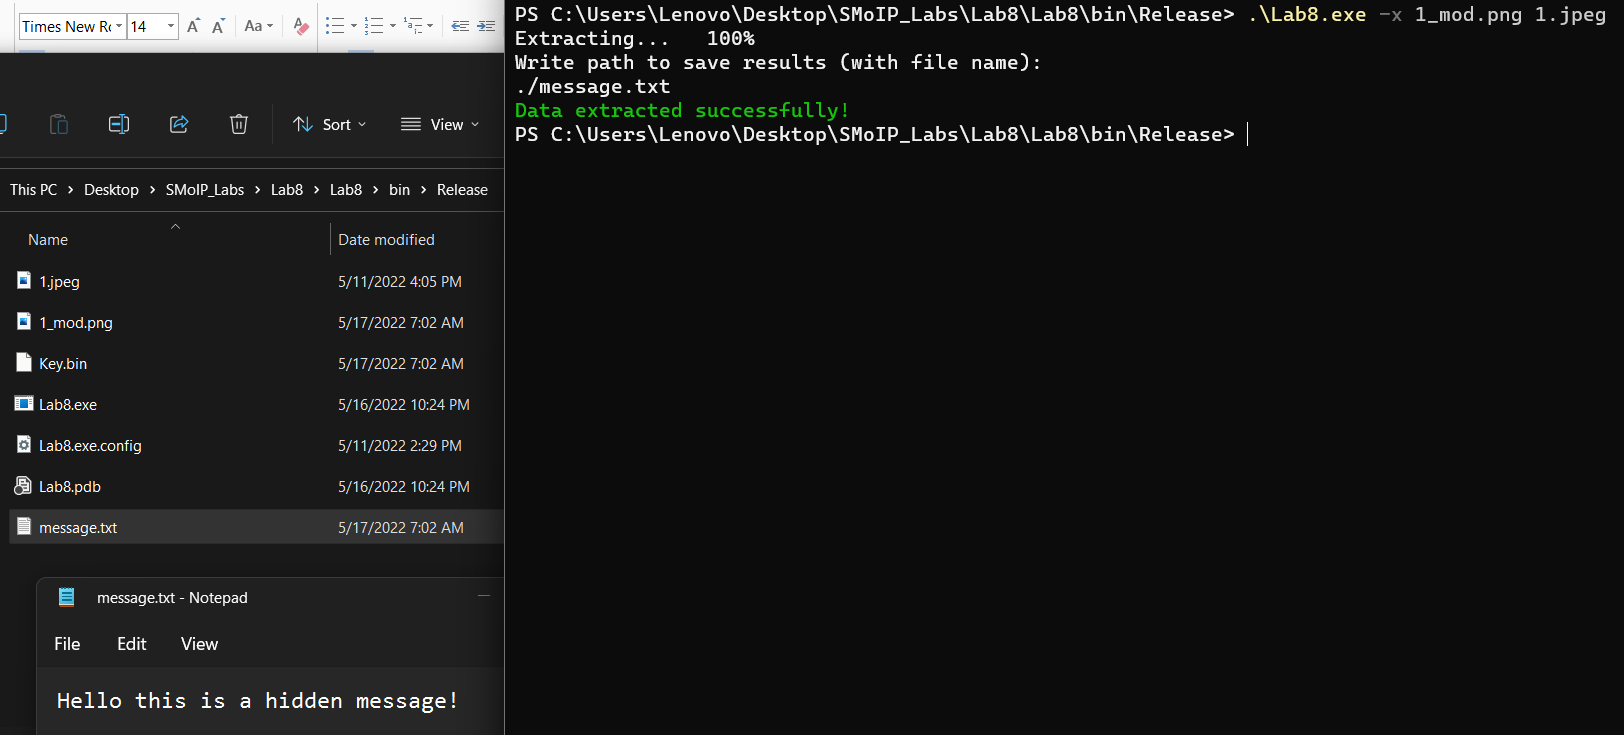 Times New Ro 14 A A Aa A
Sort View
This PC > Desktop > SMoIP_Labs > Lab8 > Lab8 > bin > Release
Name Date modified
1.jpeg 5/11/2022 4:05 PM
1_mod.png 5/17/2022 7:02 AM
Key.bin 5/17/2022 7:02 AM
Lab8.exe 5/16/2022 10:24 PM
Lab8.exe.config 5/11/2022 2:29 PM
Lab8.pdb 5/16/2022 10:24 PM
message.txt 5/17/2022 7:02 AM
message.txt - Notepad
File Edit View
Hello this is a hidden message!
PS C:\Users\Lenovo\Desktop\SMoIP_Labs\Lab8\Lab8\bin\Release> .\Lab8.exe -x 1_mod.png 1.jpeg
Extracting... 100%
Write path to save results (with file name):
./message.txt
Data extracted successfully!
PS C:\Users\Lenovo\Desktop\SMoIP_Labs\Lab8\Lab8\bin\Release>